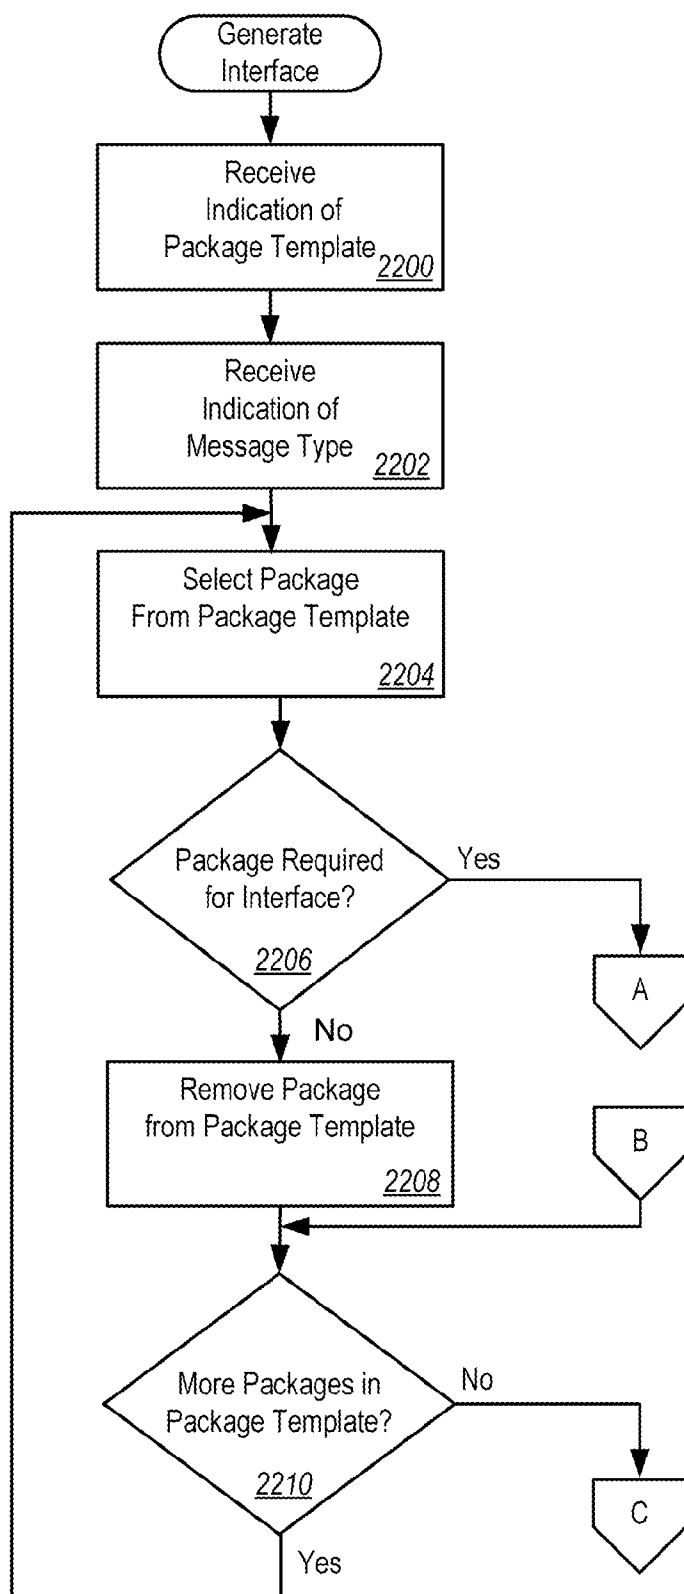 Generate
Interface
Receive
Indication of
Package Template
2200
Receive
Indication of
Message Type
2202
Select Package
From Package Template
2204
Package Required
for Interface?
2206
Yes
A
No
Remove Package
from Package Template
2208
B
More Packages in
Package Template?
2210
No
C
Yes